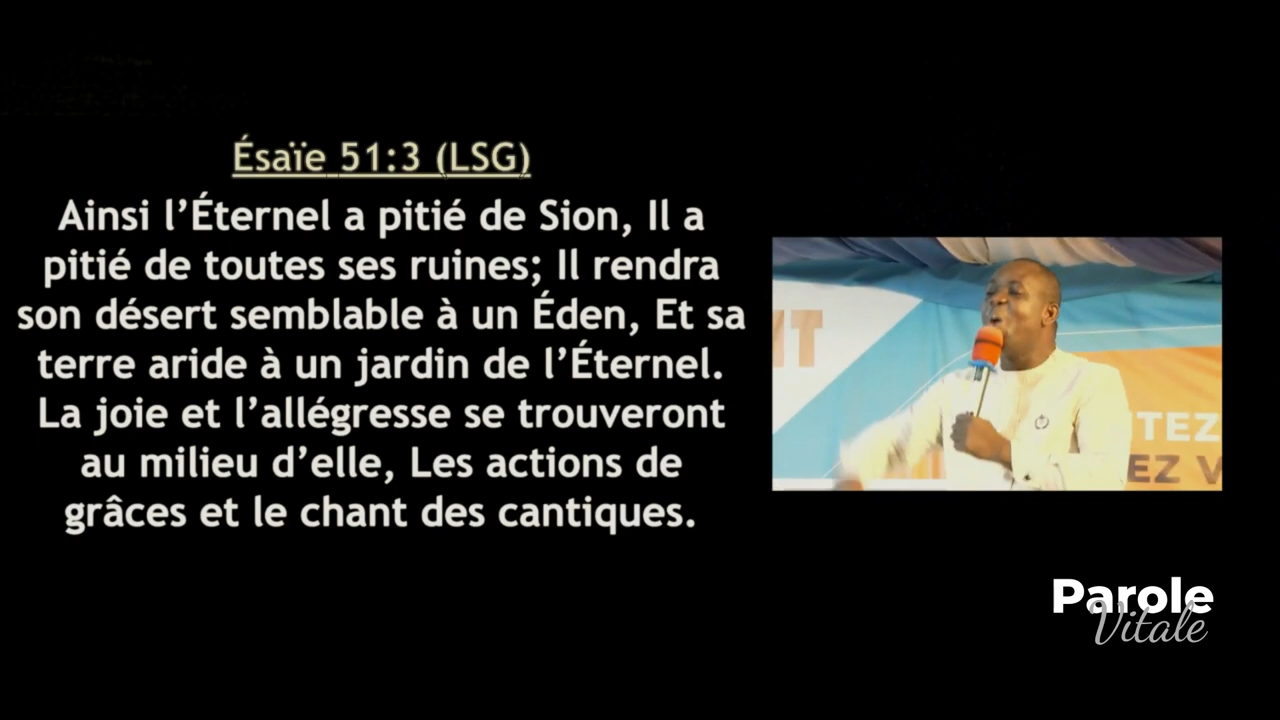 Ésaïe 51:3 (LSG)
Ainsi l’Éternel a pitié de Sion, Il a
pitié de toutes ses ruines; Il rendra
son désert semblable à un Éden, Et sa
terre aride à un jardin de l’Éternel.
La joie et l’allégresse se trouveront
au milieu d’elle, Les actions de
grâces et le chant des cantiques.
TEZ
EZ V
Parole
Vitale